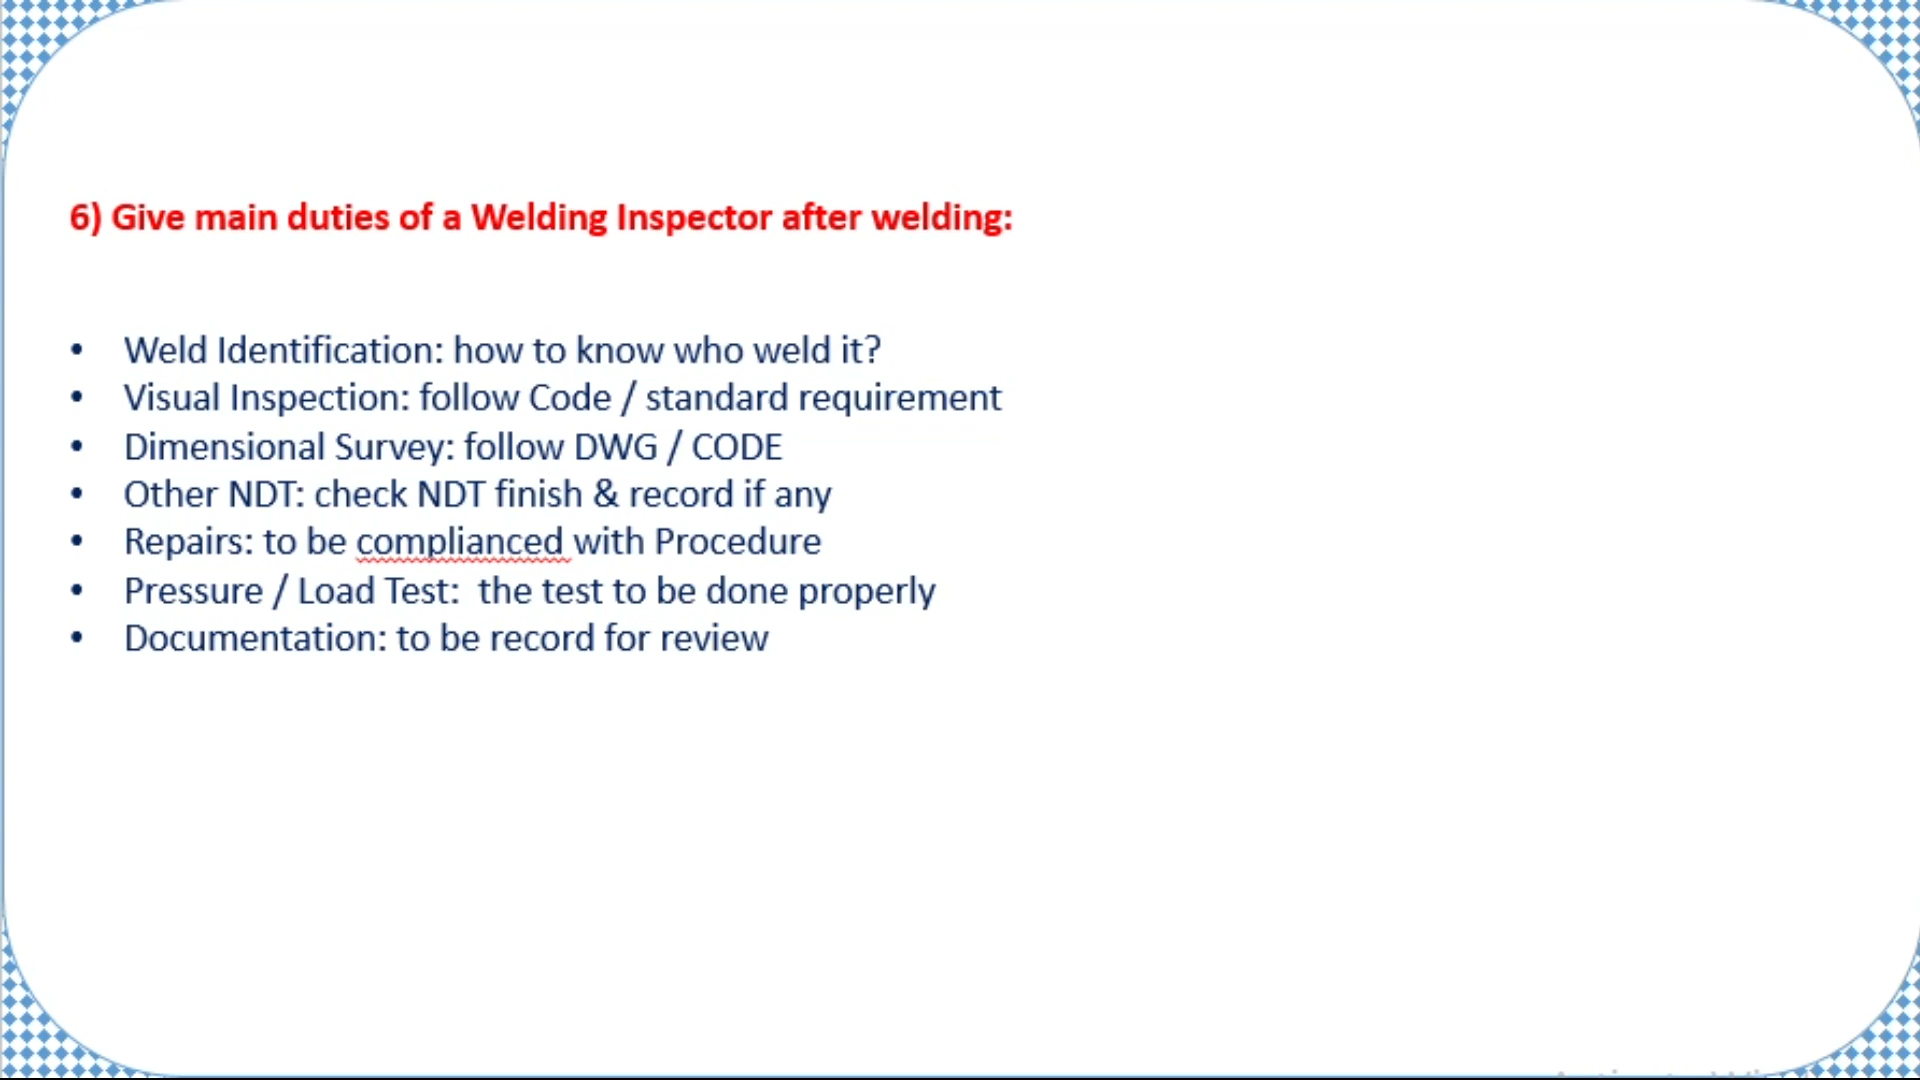 6) Give main duties of a Welding Inspector after welding:
• Weld Identification: how to know who weld it?
• Visual Inspection: follow Code / standard requirement
• Dimensional Survey: follow DWG / CODE
• Other NDT: check NDT finish & record if any
• Repairs: to be complianced with Procedure
• Pressure / Load Test:  the test to be done properly
• Documentation: to be record for review